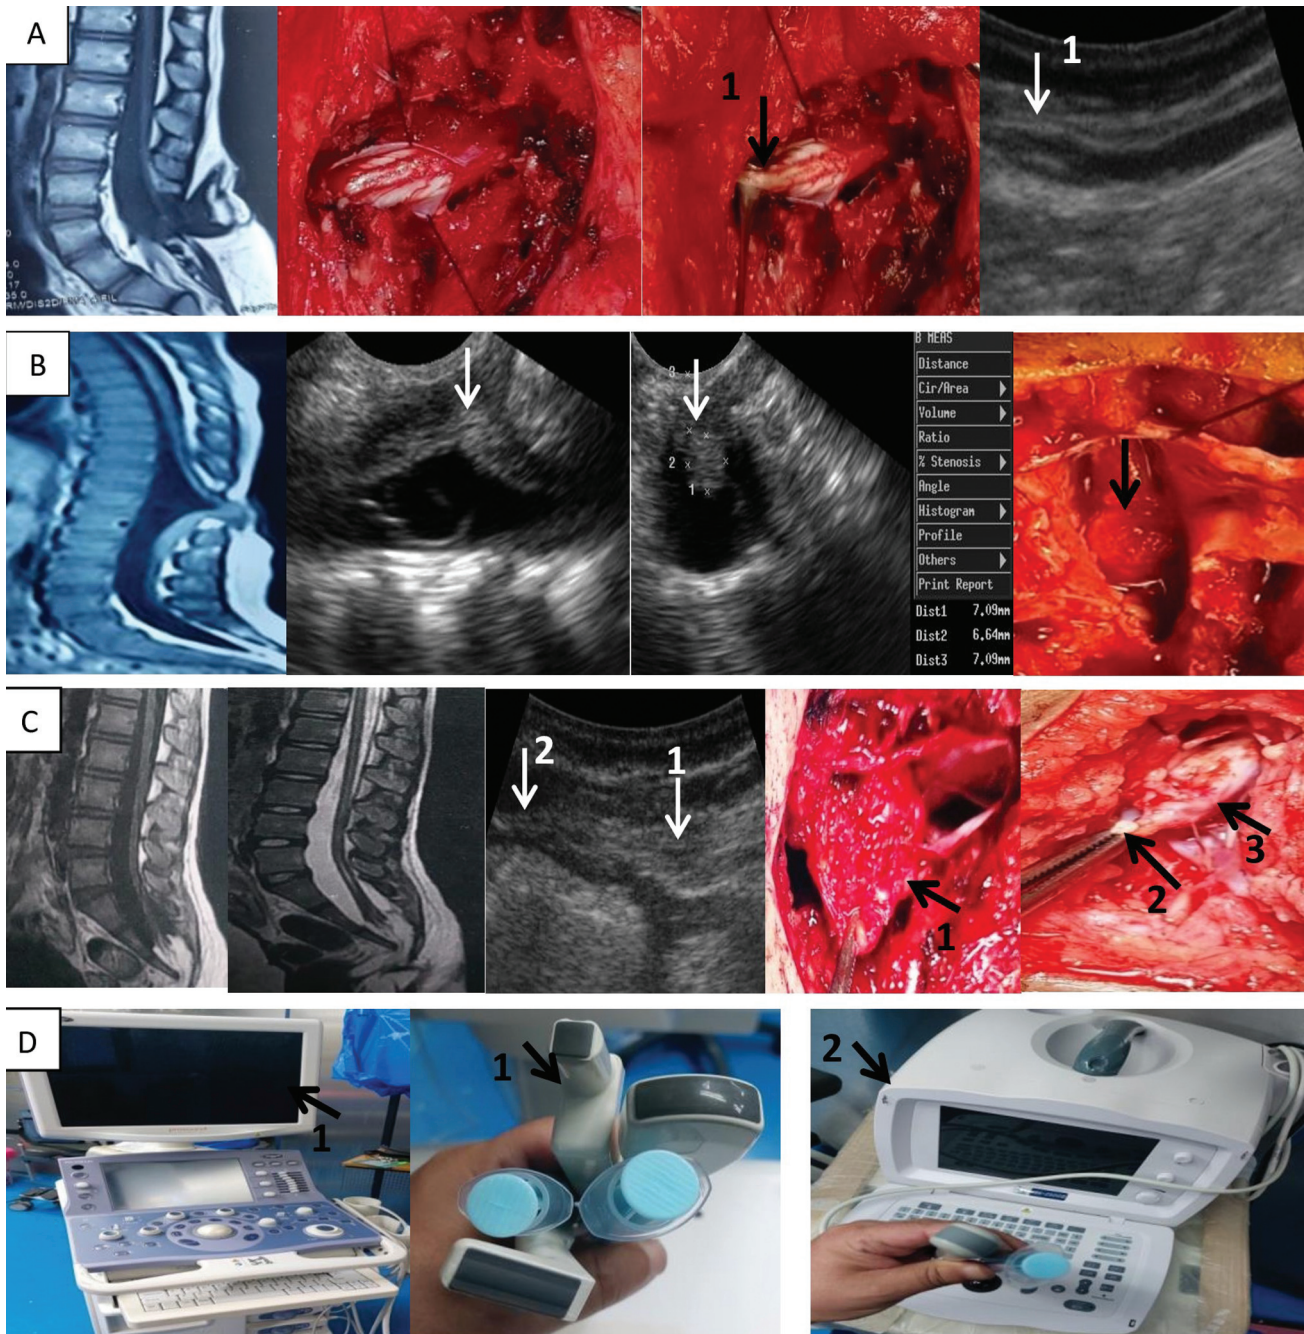 A
1
1
17
B
3
2
1
B MEAS
Distance
Cir/Area
Volume
Ratio
% Stenosis
Angle
Histogram
Profile
Others
Print Report
Dist1 7.09mm
Dist2 6.64mm
Dist3 7.09mm
C
2
1
1
2
3
D
1
1
2